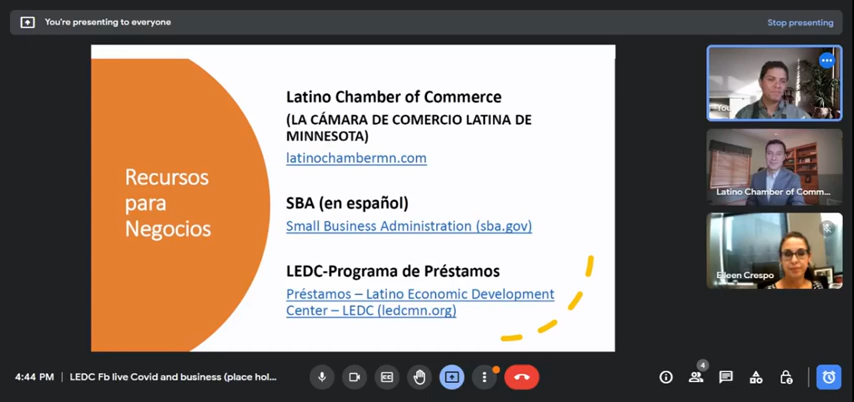 You're presenting to everyone
Stop presenting
Recursos
para
Negocios
Latino Chamber of Commerce
(LA CÁMARA DE COMERCIO LATINA DE
MINNESOTA)
latinochambermn.com
SBA (en español)
Small Business Administration (sba.gov)
LEDC-Programa de Préstamos
Préstamos – Latino Economic Development
Center – LEDC (ledcmn.org)
You
Latino Chamber of Comm...
Eileen Crespo
4:44 PM | LEDC Fb live Covid and business (place hol...
CC
4